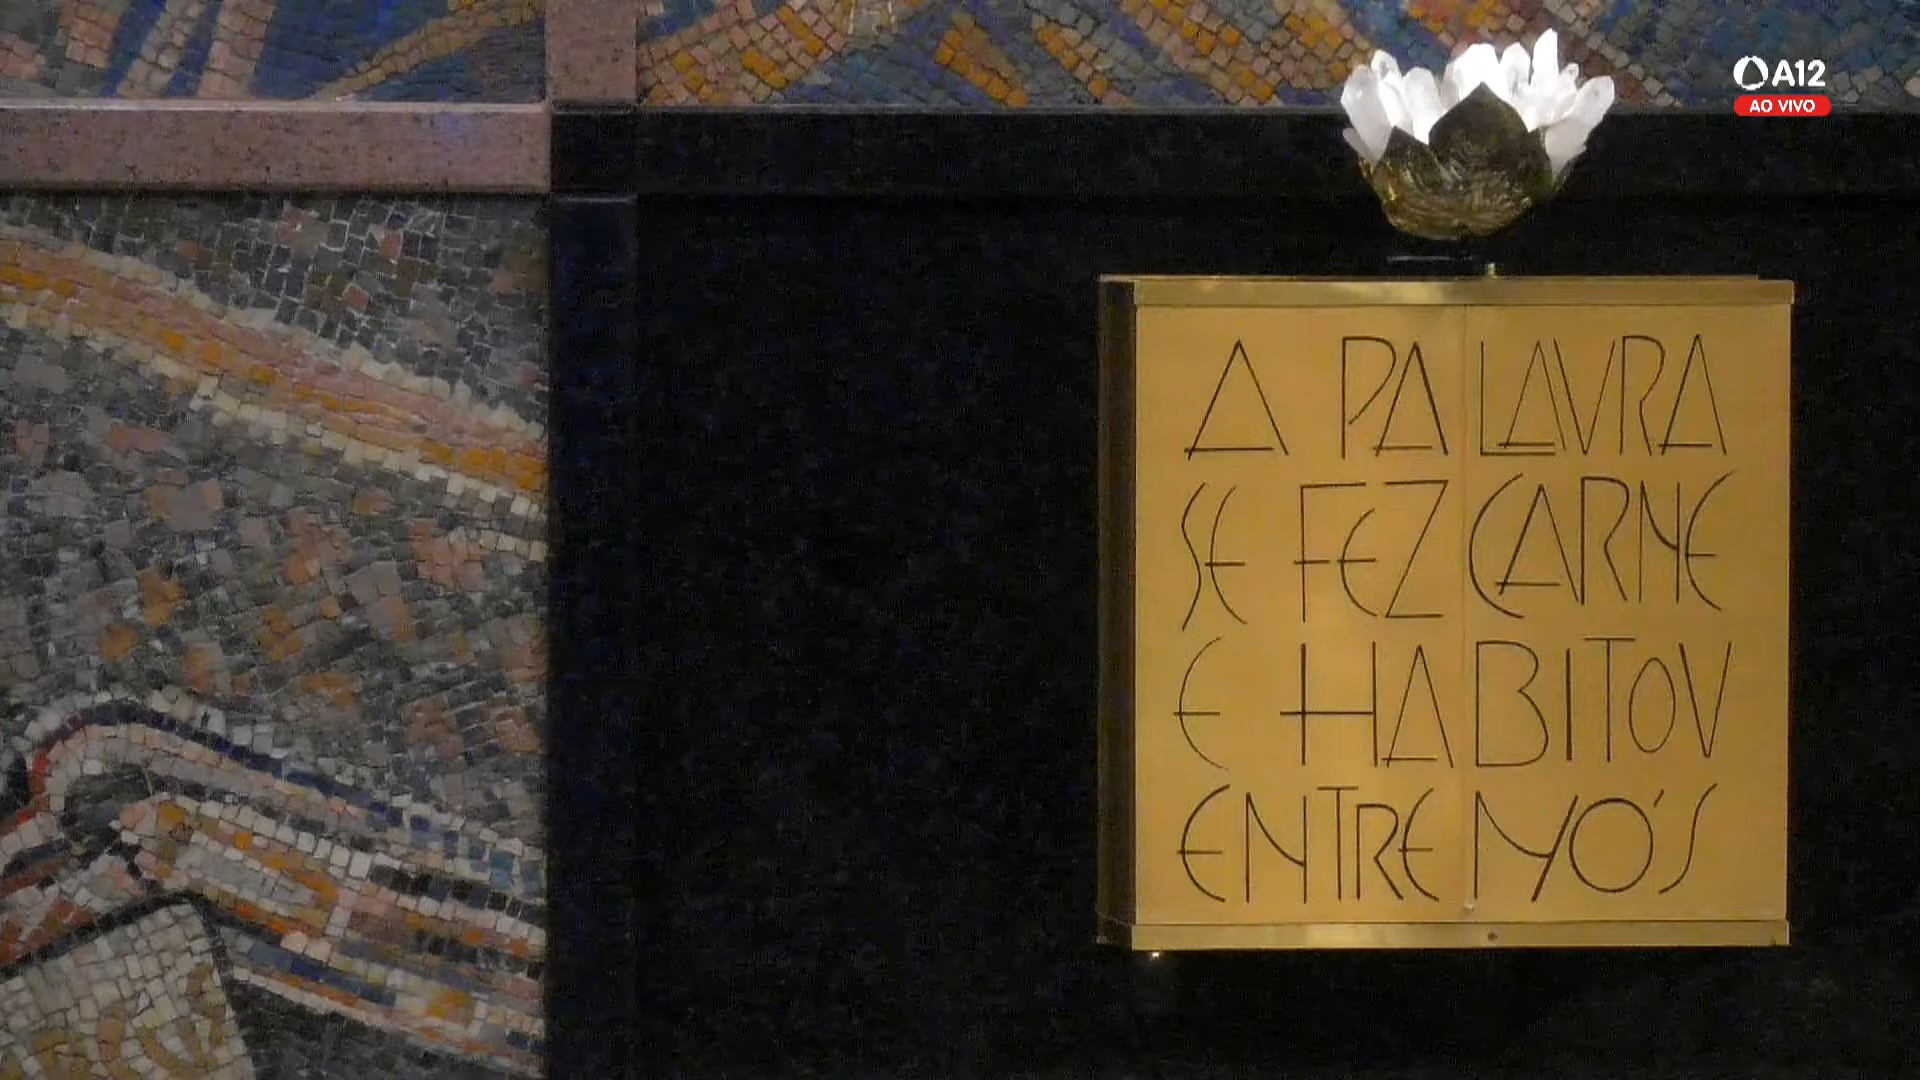 A12
AO VIVO
A PALAVRA
SE FEZ CARNE
E HABITOV
ENTRE NÓS